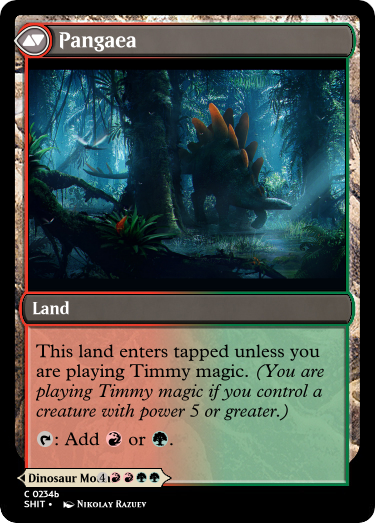 Pangaea
Land
This land enters tapped unless you
are playing Timmy magic. (You are
playing Timmy magic if you control a
creature with power 5 or greater.)
: Add or .
Dinosaur 4
C 0234b
SHIT • Nikolay Razuev